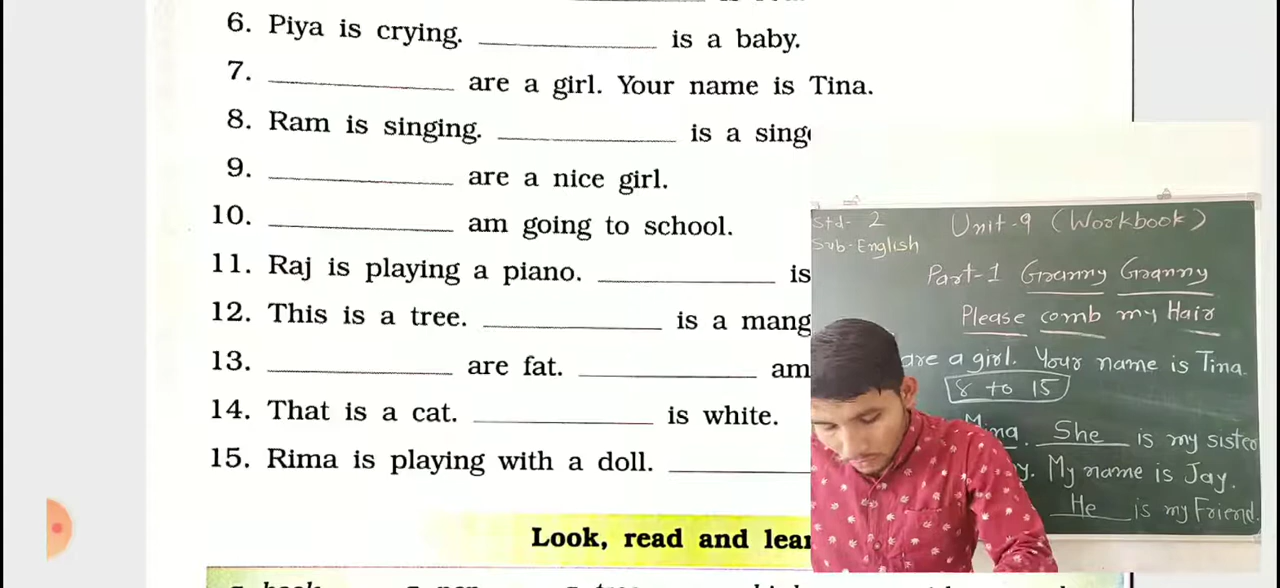 6. Piya is crying. ____________ is a baby.
7. ____________ are a girl. Your name is Tina.
8. Ram is singing. ____________ is a
9. ____________ are a nice girl.
10. ____________ am going to school.
11. Raj is playing a piano. ____________ is
12. This is a tree. ____________ is a
13. ____________ are fat. ____________ am
14. That is a cat. ____________ is white.
15. Rima is playing with a doll. ____________
Look, read and
Std- 2
Sub-English
Unit-9 (Workbook)
Part-1 Granny Granny
Please comb my Hair
are a girl. Your name is Tina.
8 to 15
She is my sister
My name is Jay.
He is my Friend.